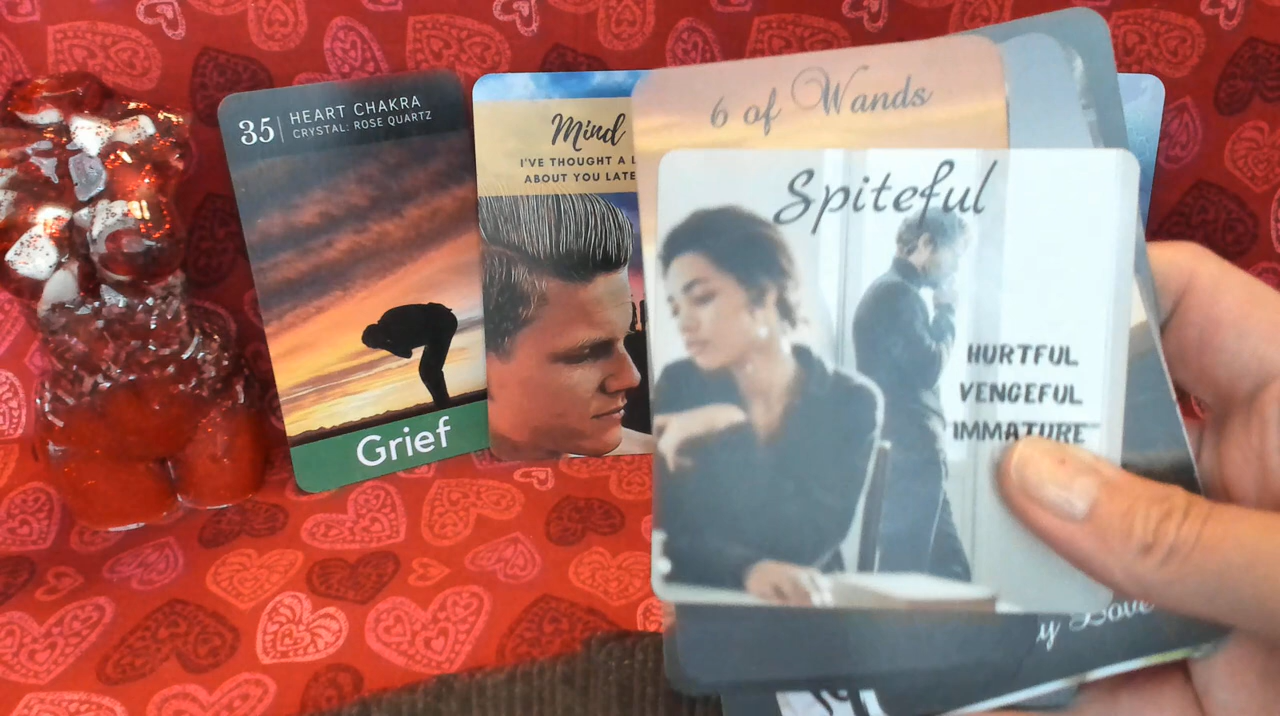 35 HEART CHAKRA
CRYSTAL: ROSE QUARTZ
Grief
Mind
I'VE THOUGHT A
ABOUT YOU LATE
6 of Wands
Spiteful
HURTFUL
VENGEFUL
IMMATURE